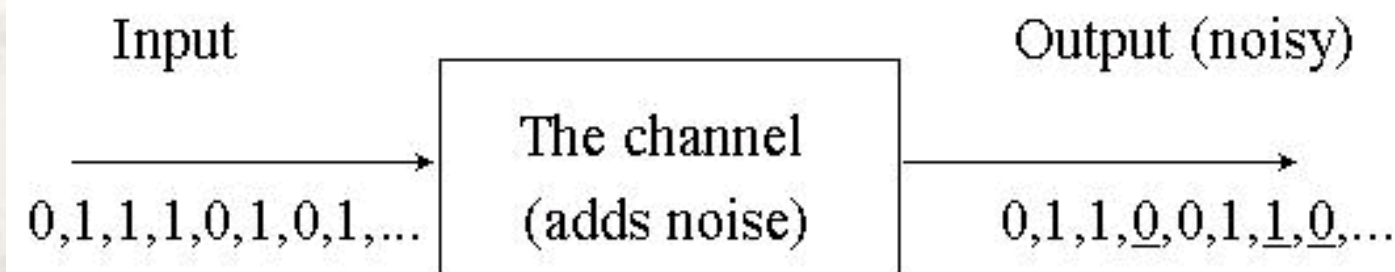 Input
Output (noisy)
The channel
(adds noise)
0,1,1,1,0,1,0,1,...
0,1,1,0,0,1,1,0,...